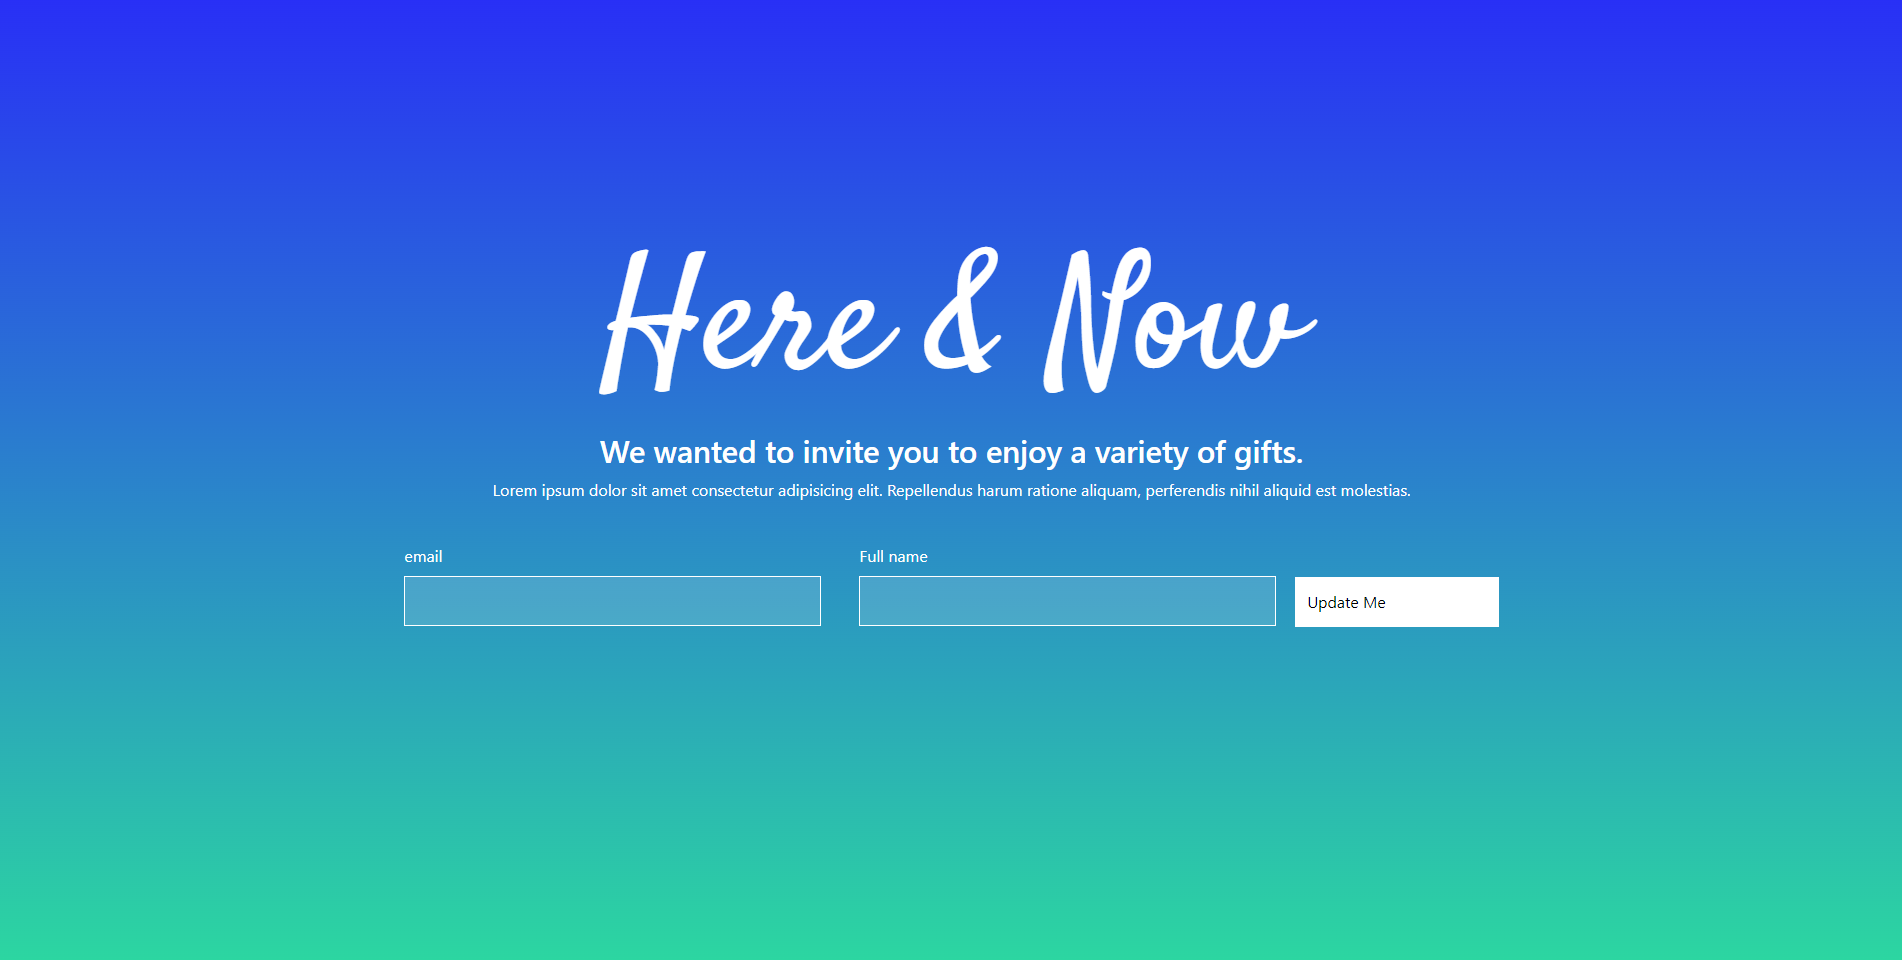 Here & Now
We wanted to invite you to enjoy a variety of gifts.
Lorem ipsum dolor sit amet consectetur adipisicing elit. Repellendus harum ratione aliquam, perferendis nihil aliquid est molestias.
email
Full name
Update Me